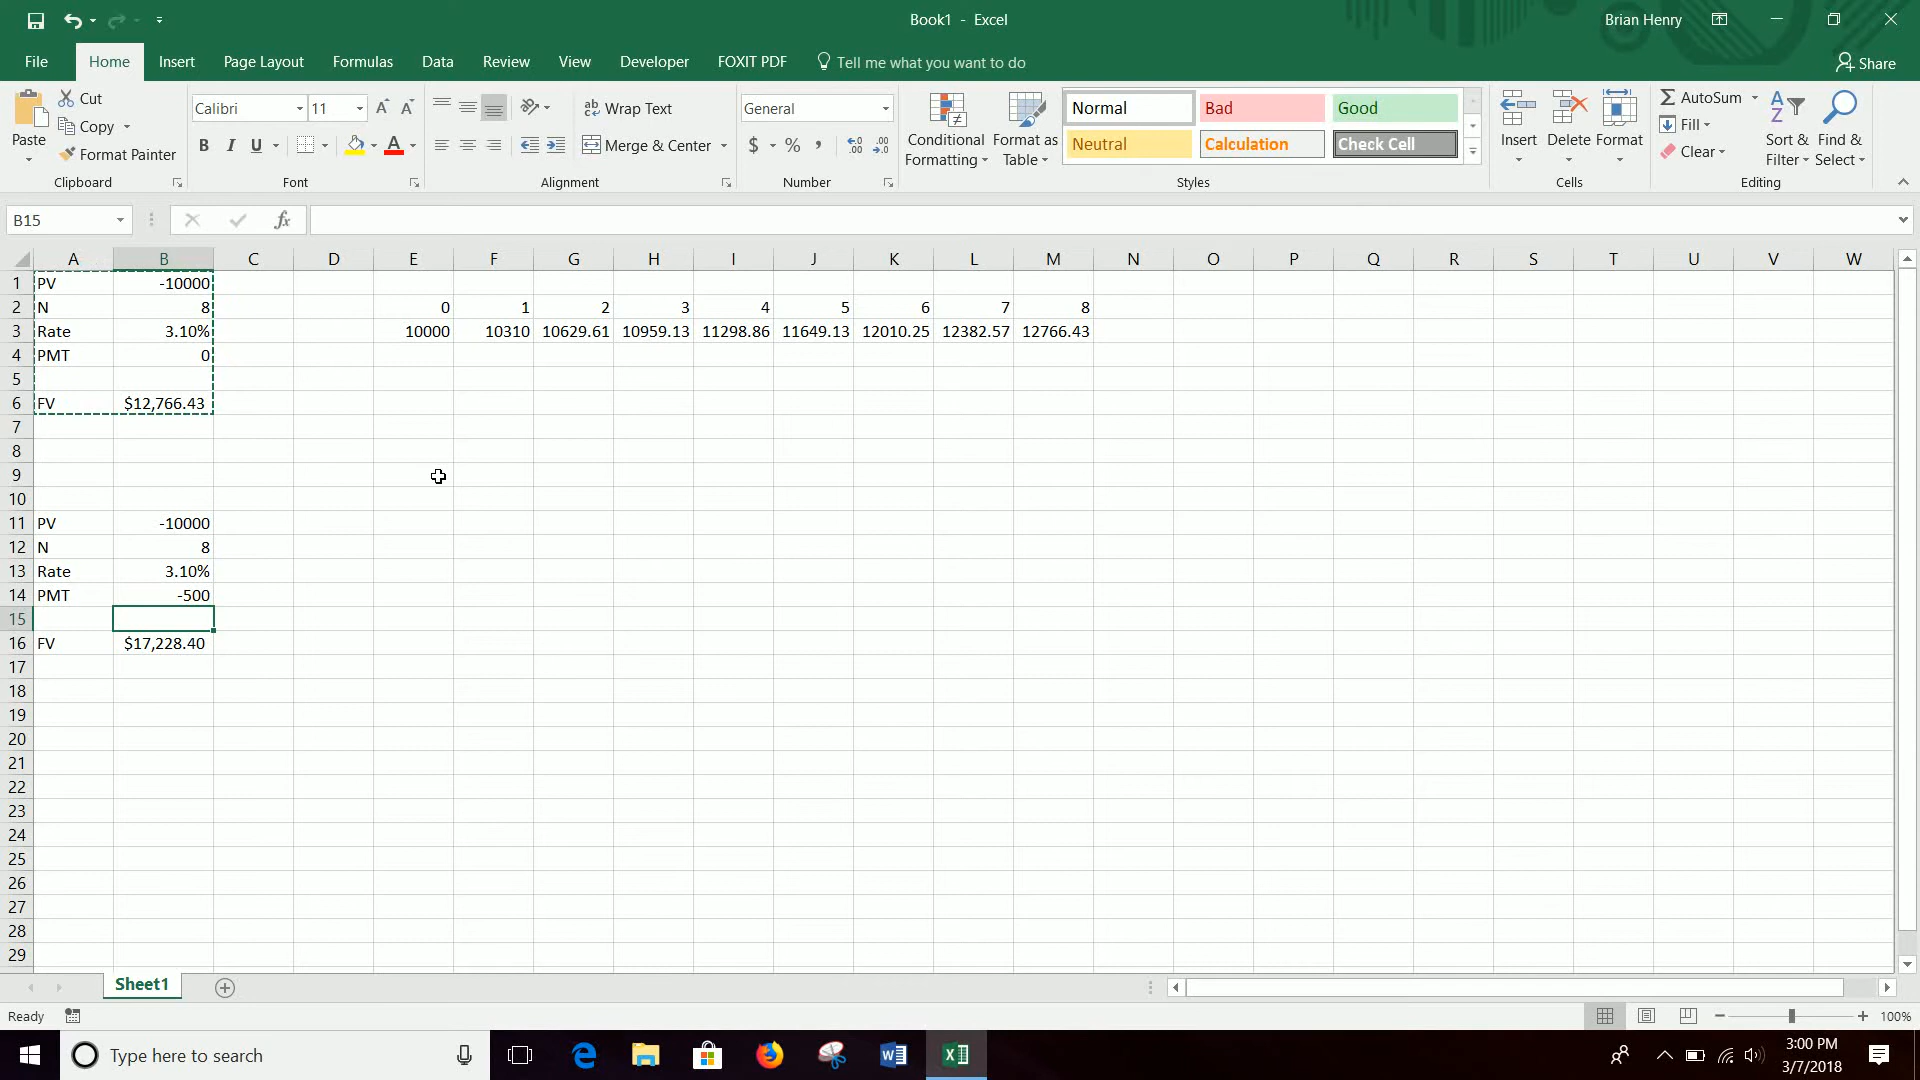 Book1 - Excel
Brian Henry
File Home Insert Page Layout Formulas Data Review View Developer FOXIT PDF Tell me what you want to do Share
Paste
Cut
Copy
Format Painter
Clipboard
Calibri 11
B I U A
Font
Wrap Text
Merge & Center
Alignment
General
$ % ,
Number
Conditional Formatting
Format as Table
Normal Bad Good
Neutral Calculation Check Cell
Styles
Insert Delete Format
Cells
AutoSum
Fill
Clear
Sort & Filter
Find & Select
Editing
B15 fx
A B C D E F G H I J K L M N O P Q R S T U V W
1 PV -10000
2 N 8 0 1 2 3 4 5 6 7 8
3 Rate 3.10% 10000 10310 10629.61 10959.13 11298.86 11649.13 12010.25 12382.57 12766.43
4 PMT 0
5
6 FV $12,766.43
7
8
9
10
11 PV -10000
12 N 8
13 Rate 3.10%
14 PMT -500
15
16 FV $17,228.40
17
18
19
20
21
22
23
24
25
26
27
28
29
Sheet1
Ready 100%
Type here to search
3:00 PM
3/7/2018